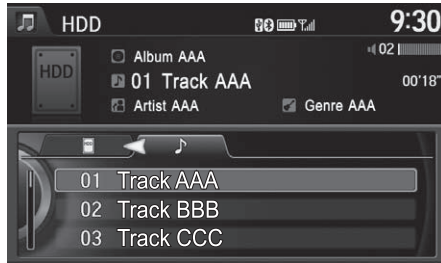 HDD 9:30
02
HDD
Album AAA
01 Track AAA 00'18"
Artist AAA Genre AAA
01 Track AAA
02 Track BBB
03 Track CCC